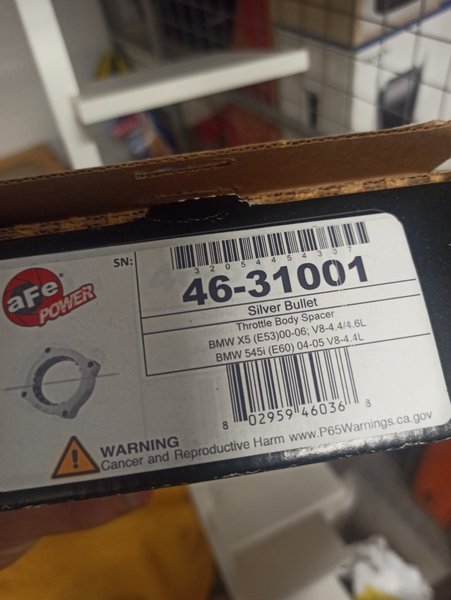 aFe®
POWER
SN:
320544543​37
46-31001
Silver Bullet
Throttle Body Spacer
BMW X5 (E53)00-06; V8-4.4/4.6L
BMW 545i (E60) 04-05 V8-4.4L
8 02959 46036 8
WARNING
Cancer and Reproductive Harm www.P65Warnings.ca.gov